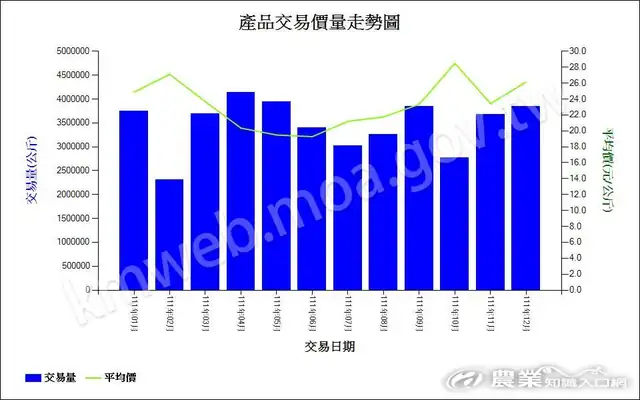 產品交易價量走勢圖
交易量(公斤)
5000000
4500000
4000000
3500000
3000000
2500000
2000000
1500000
1000000
500000
0
30.0
28.0
26.0
24.0
22.0
20.0
18.0
16.0
14.0
12.0
10.0
8.0
6.0
4.0
2.0
0.0
平均價(元/公斤)
111年01月
111年02月
111年03月
111年04月
111年05月
111年06月
111年07月
111年08月
111年09月
111年10月
111年11月
111年12月
交易日期
交易量 平均價
kmweb.moa.gov.tw
農業知識入口網